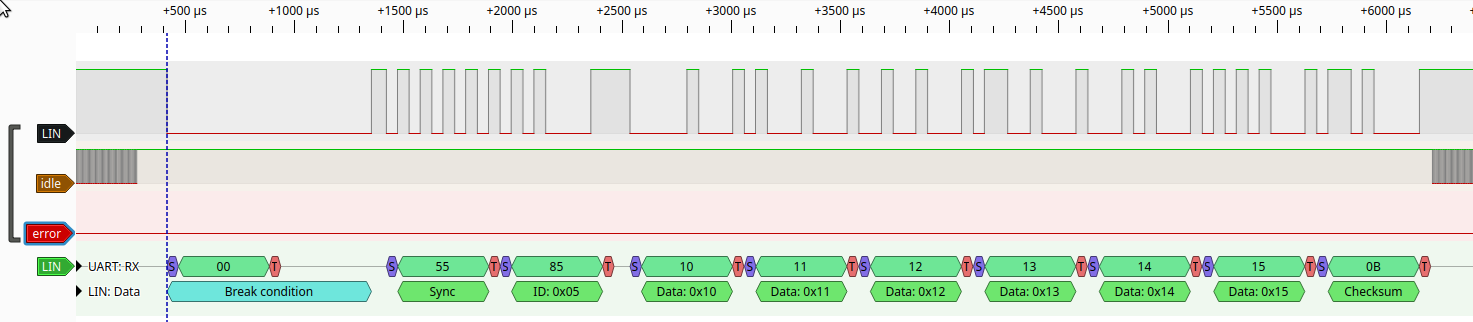 +500 µs +1000 µs +1500 µs +2000 µs +2500 µs +3000 µs +3500 µs +4000 µs +4500 µs +5000 µs +5500 µs +6000 µs
LIN
idle
error
LIN UART: RX S 00 T S 55 T S 85 T S 10 T S 11 T S 12 T S 13 T S 14 T S 15 T S 0B T
LIN: Data Break condition Sync ID: 0x05 Data: 0x10 Data: 0x11 Data: 0x12 Data: 0x13 Data: 0x14 Data: 0x15 Checksum